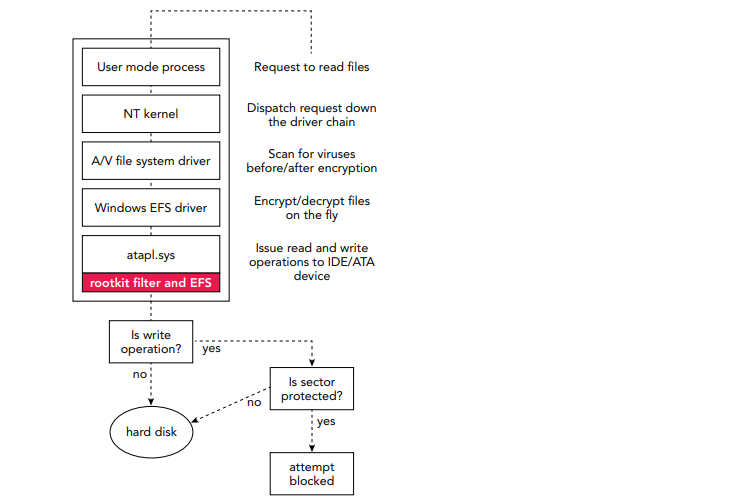 User mode process
Request to read files
NT kernel
Dispatch request down
the driver chain
A/V file system driver
Scan for viruses
before/after encryption
Windows EFS driver
Encrypt/decrypt files
on the fly
atapl.sys
Issue read and write
operations to IDE/ATA
device
rootkit filter and EFS
Is write
operation?
yes
no
Is sector
protected?
no
yes
hard disk
attempt
blocked